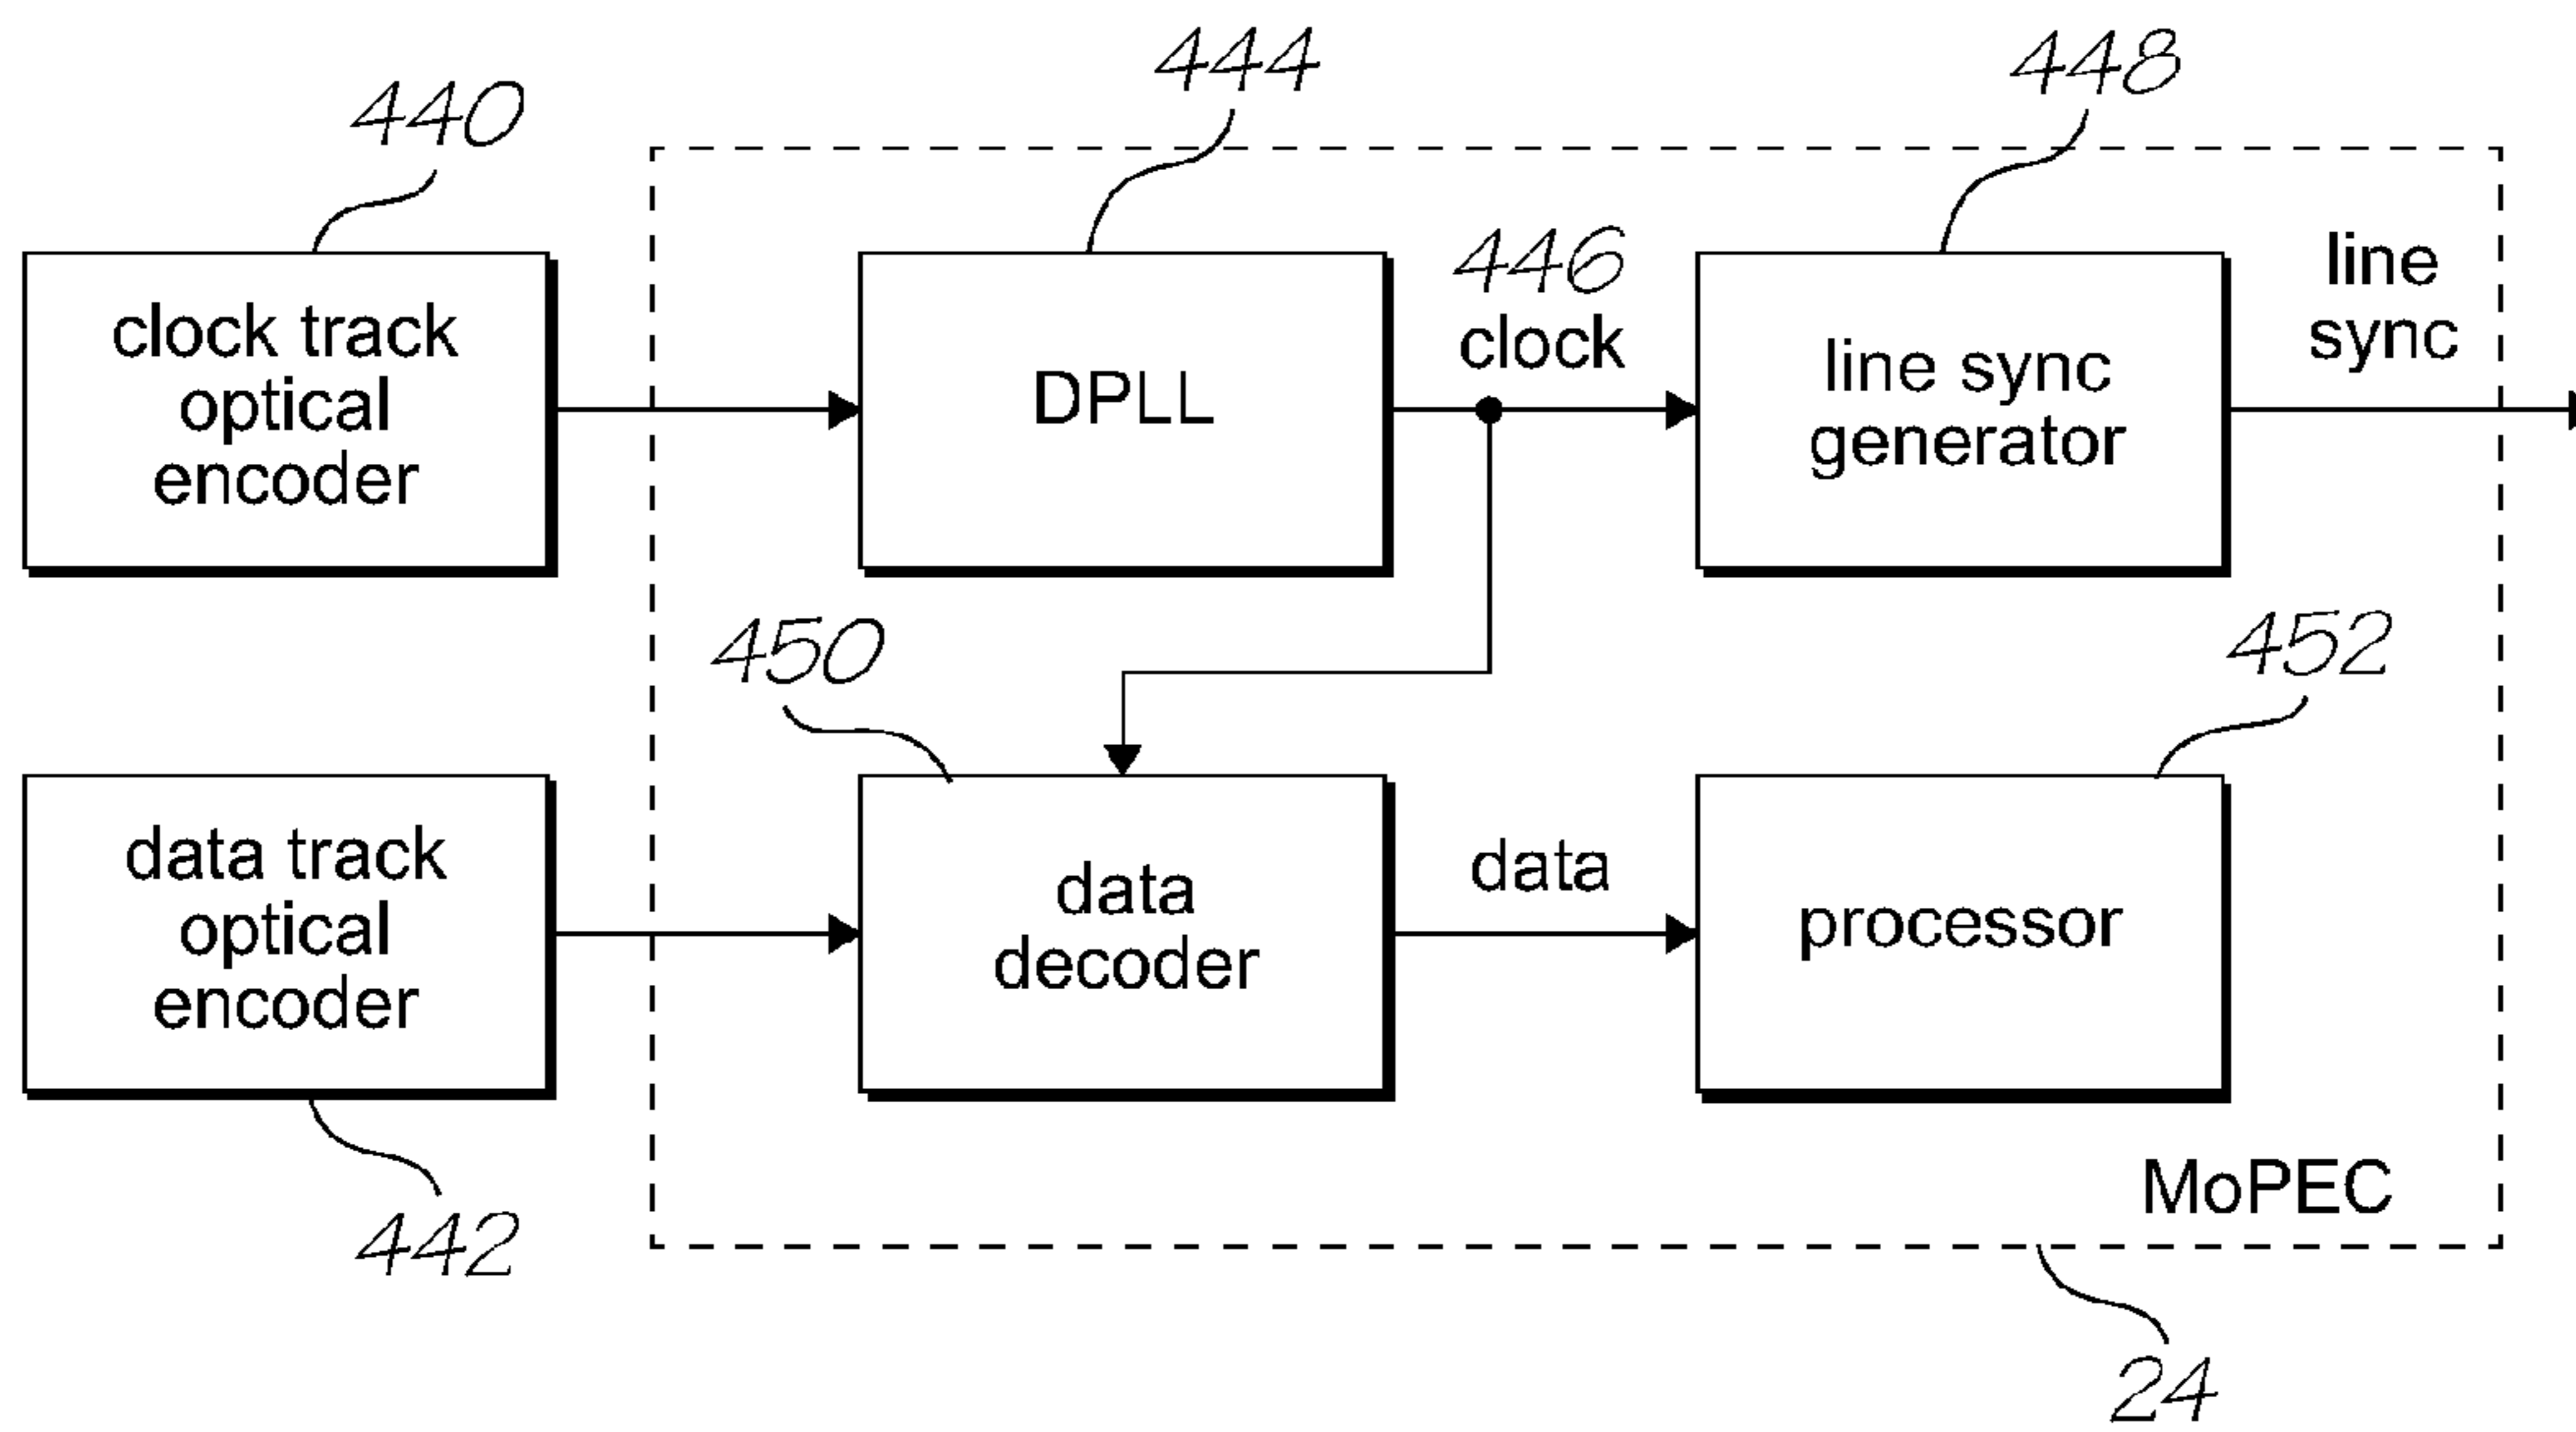 440
444
448
clock track
optical
encoder
DPLL
446
clock
line sync
generator
line
sync
450
452
data track
optical
encoder
data
decoder
data
processor
MoPEC
442
24